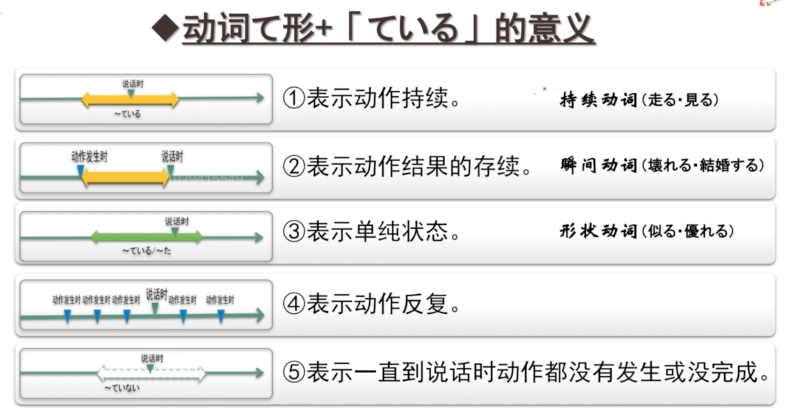 ◆动词て形+「ている」的意义
说话时
～ている
①表示动作持续。
持续动词(走る・見る)
动作发生时
说话时
②表示动作结果的存续。
瞬间动词(壊れる・結婚する)
说话时
～ている/～た
③表示单纯状态。
形状动词(似る・優れる)
动作发生时 动作发生时 动作发生时 说话时 动作发生时 动作发生时
④表示动作反复。
说话时
～ていない
⑤表示一直到说话时动作都没有发生或没完成。